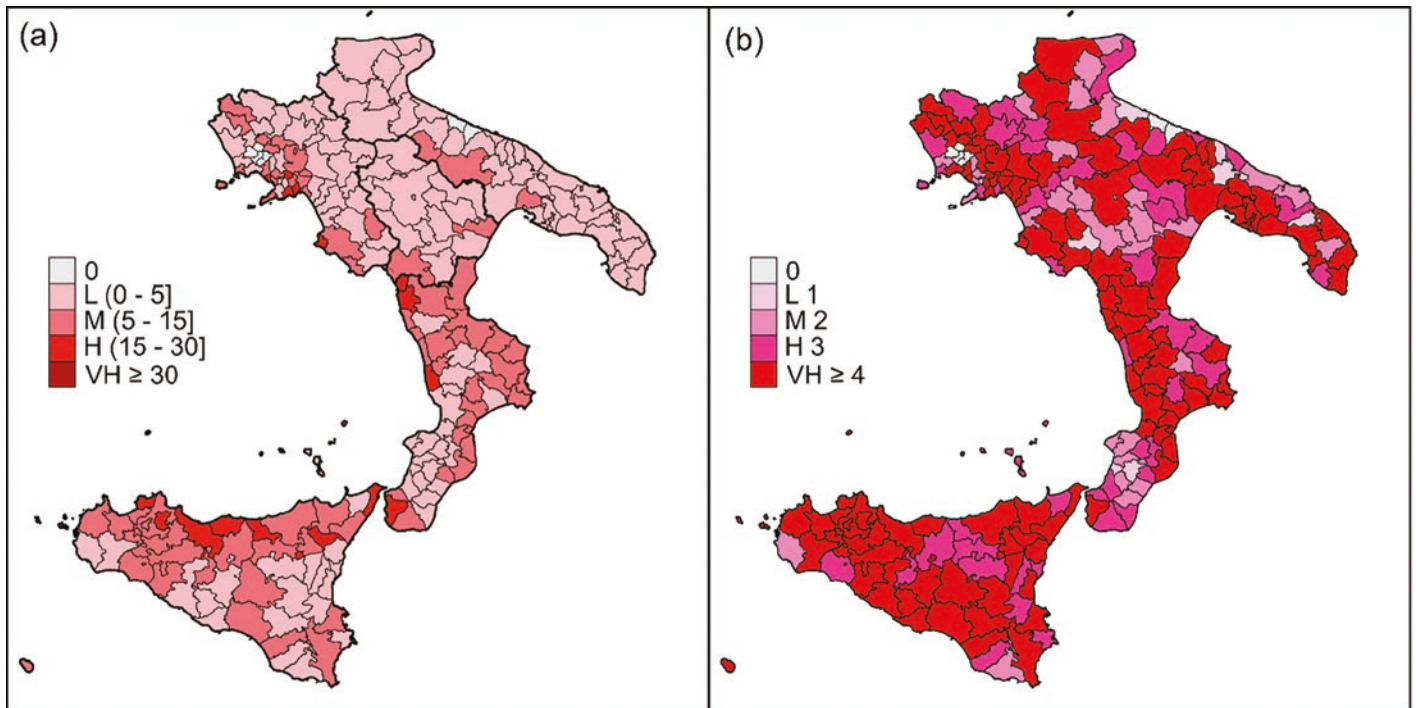 (a)
0
L (0 - 5]
M (5 - 15]
H (15 - 30]
VH ≥ 30
(b)
0
L 1
M 2
H 3
VH ≥ 4